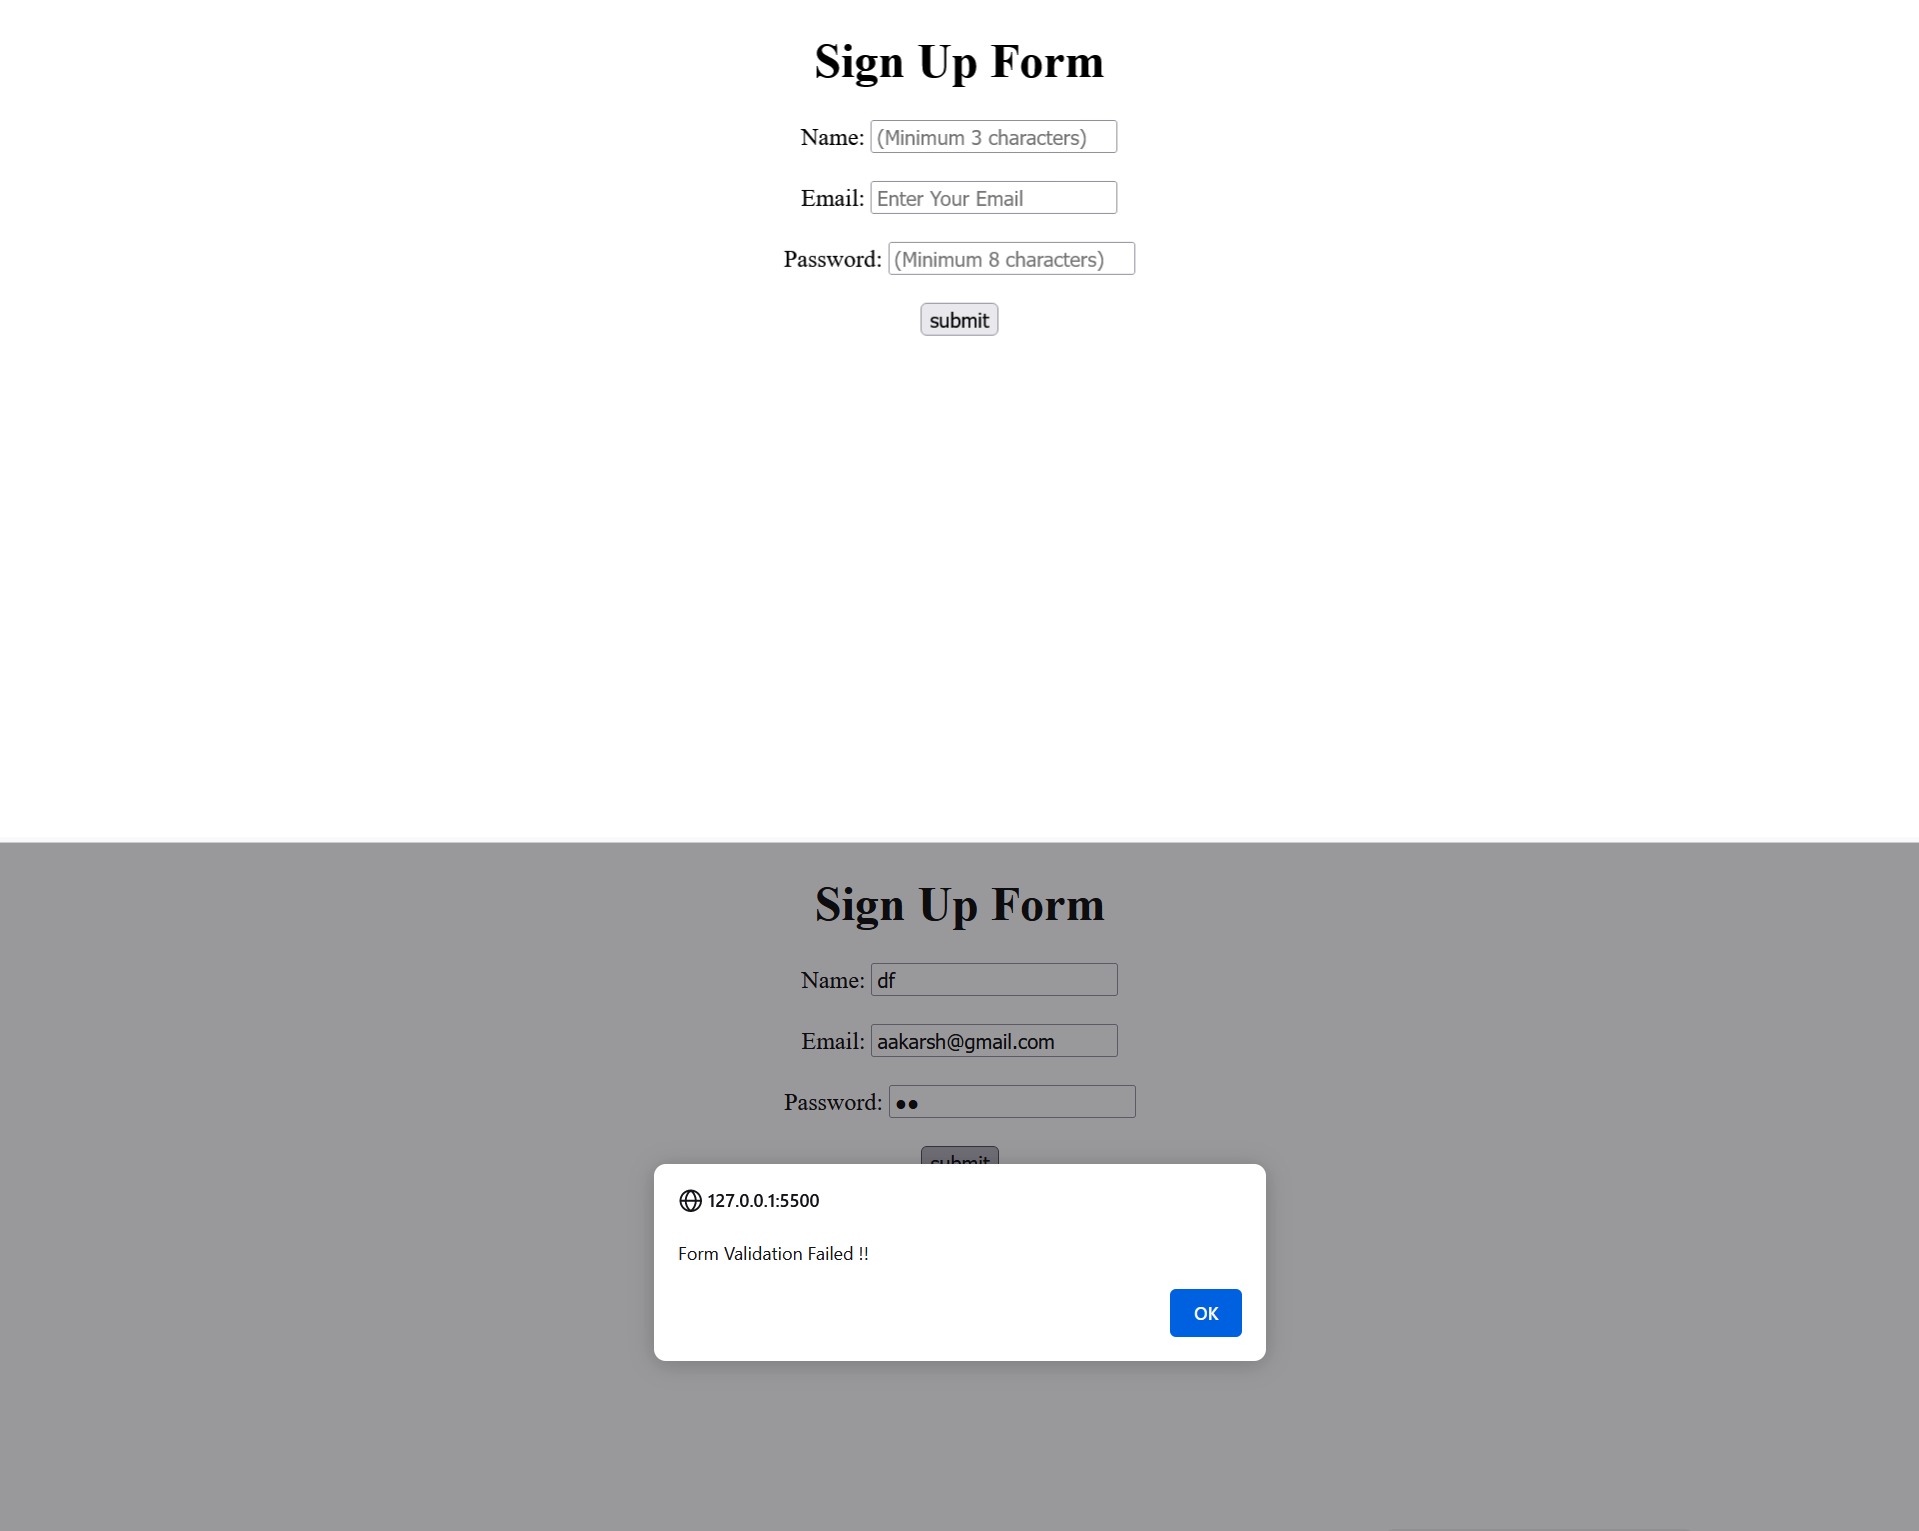 Sign Up Form
Name: (Minimum 3 characters)
Email: Enter Your Email
Password: (Minimum 8 characters)
submit
Sign Up Form
Name: df
Email: aakarsh@gmail.com
Password: ●●
submit
127.0.0.1:5500
Form Validation Failed !!
OK